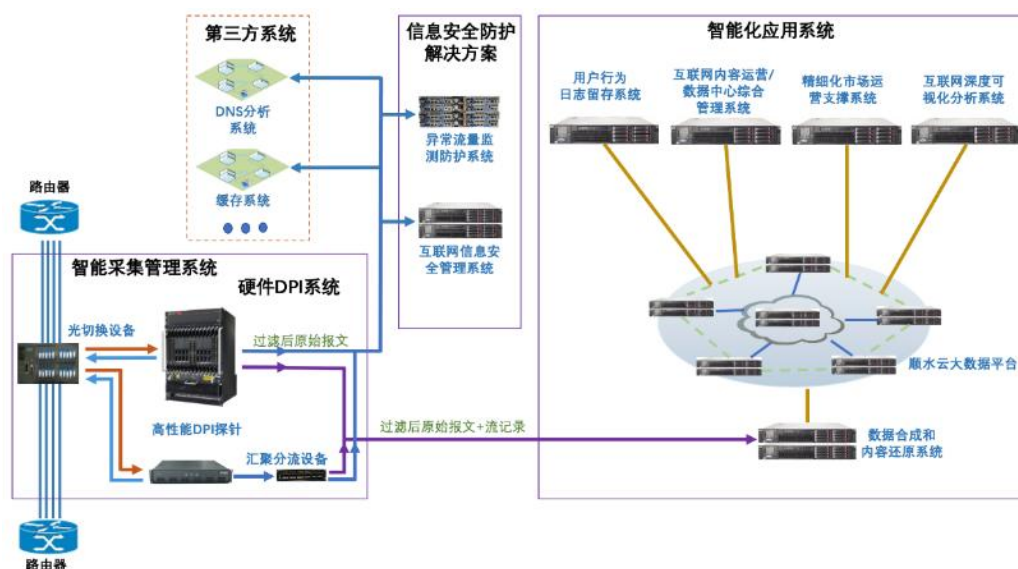 第三方系统
DNS分析
系统
缓存系统
信息安全防护
解决方案
异常流量监
测防护系统
互联网信息安
全管理系统
智能化应用系统
用户行为
日志留存系统
互联网内容运营/
数据中心综合
管理系统
精细化市场运
营支撑系统
互联网深度可
视化分析系统
顺水云大数据平台
数据合成和
内容还原系统
路由器
智能采集管理系统
硬件DPI系统
光切换设备
过滤后原始报文
高性能DPI探针
汇聚分流设备
过滤后原始报文+流记录
路由器